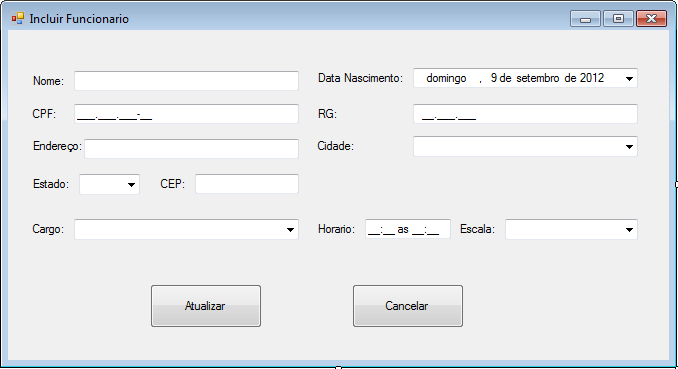 Incluir Funcionario
Nome: Data Nascimento: domingo , 9 de setembro de 2012
CPF: ___.___.___-__ RG: __.___.___
Endereço: Cidade:
Estado: CEP:
Cargo: Horario: __:__ as __:__ Escala:
Atualizar Cancelar